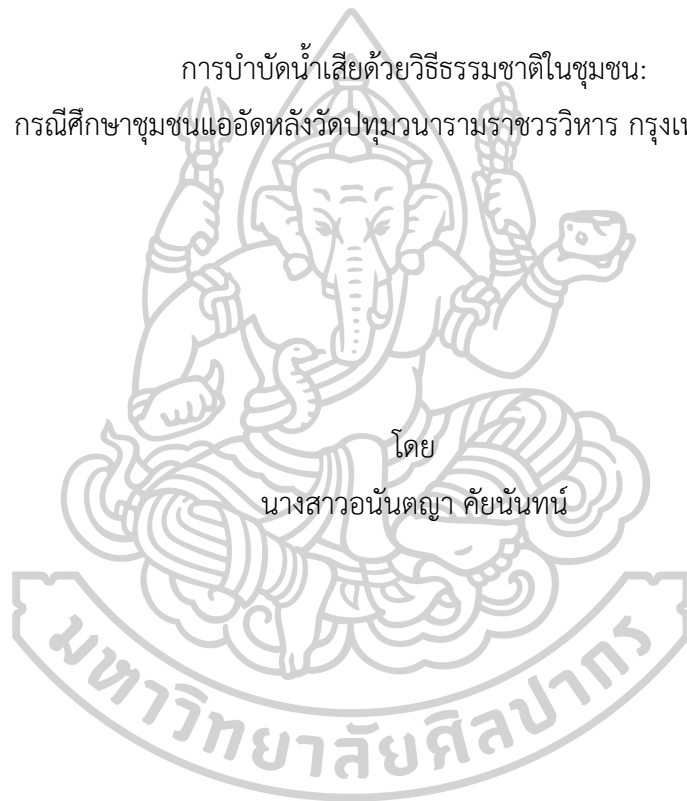 การบำบัดน้ำเสียด้วยวิธีธรรมชาติในชุมชน:
กรณีศึกษาชุมชนแออัดหลังวัดปทุมวนารามราชวรวิหาร
โดย
นางสาวอนันตญา คัยนันทน์
มหาวิทยาลัยศิลปากร